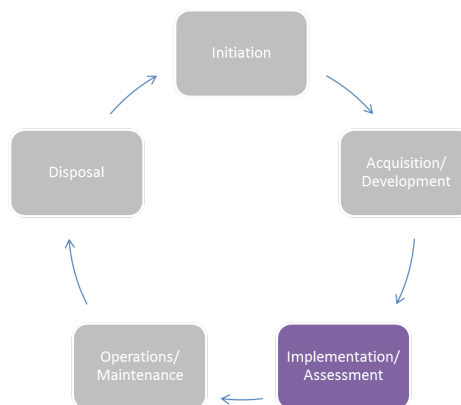 Initiation
Acquisition/
Development
Implementation/
Assessment
Operations/
Maintenance
Disposal